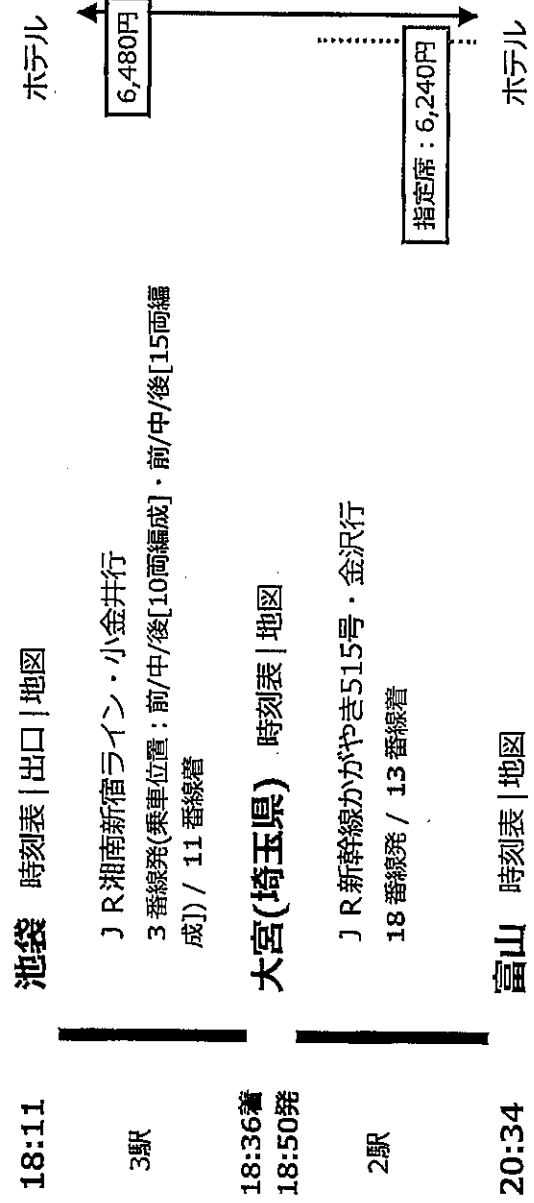 18:11 池袋 時刻表 | 出口 | 地図 ホテル
3駅
JR湘南新宿ライン・小金井行
3 番線発(乗車位置：前/中/後[10両編成]・前/中/後[15両編
成]) / 11 番線着
6,480円
18:36着
18:50発
大宮(埼玉県) 時刻表 | 地図
2駅
JR新幹線かがやき515号・金沢行
18 番線発 / 13 番線着
指定席：6,240円
20:34 富山 時刻表 | 地図 ホテル